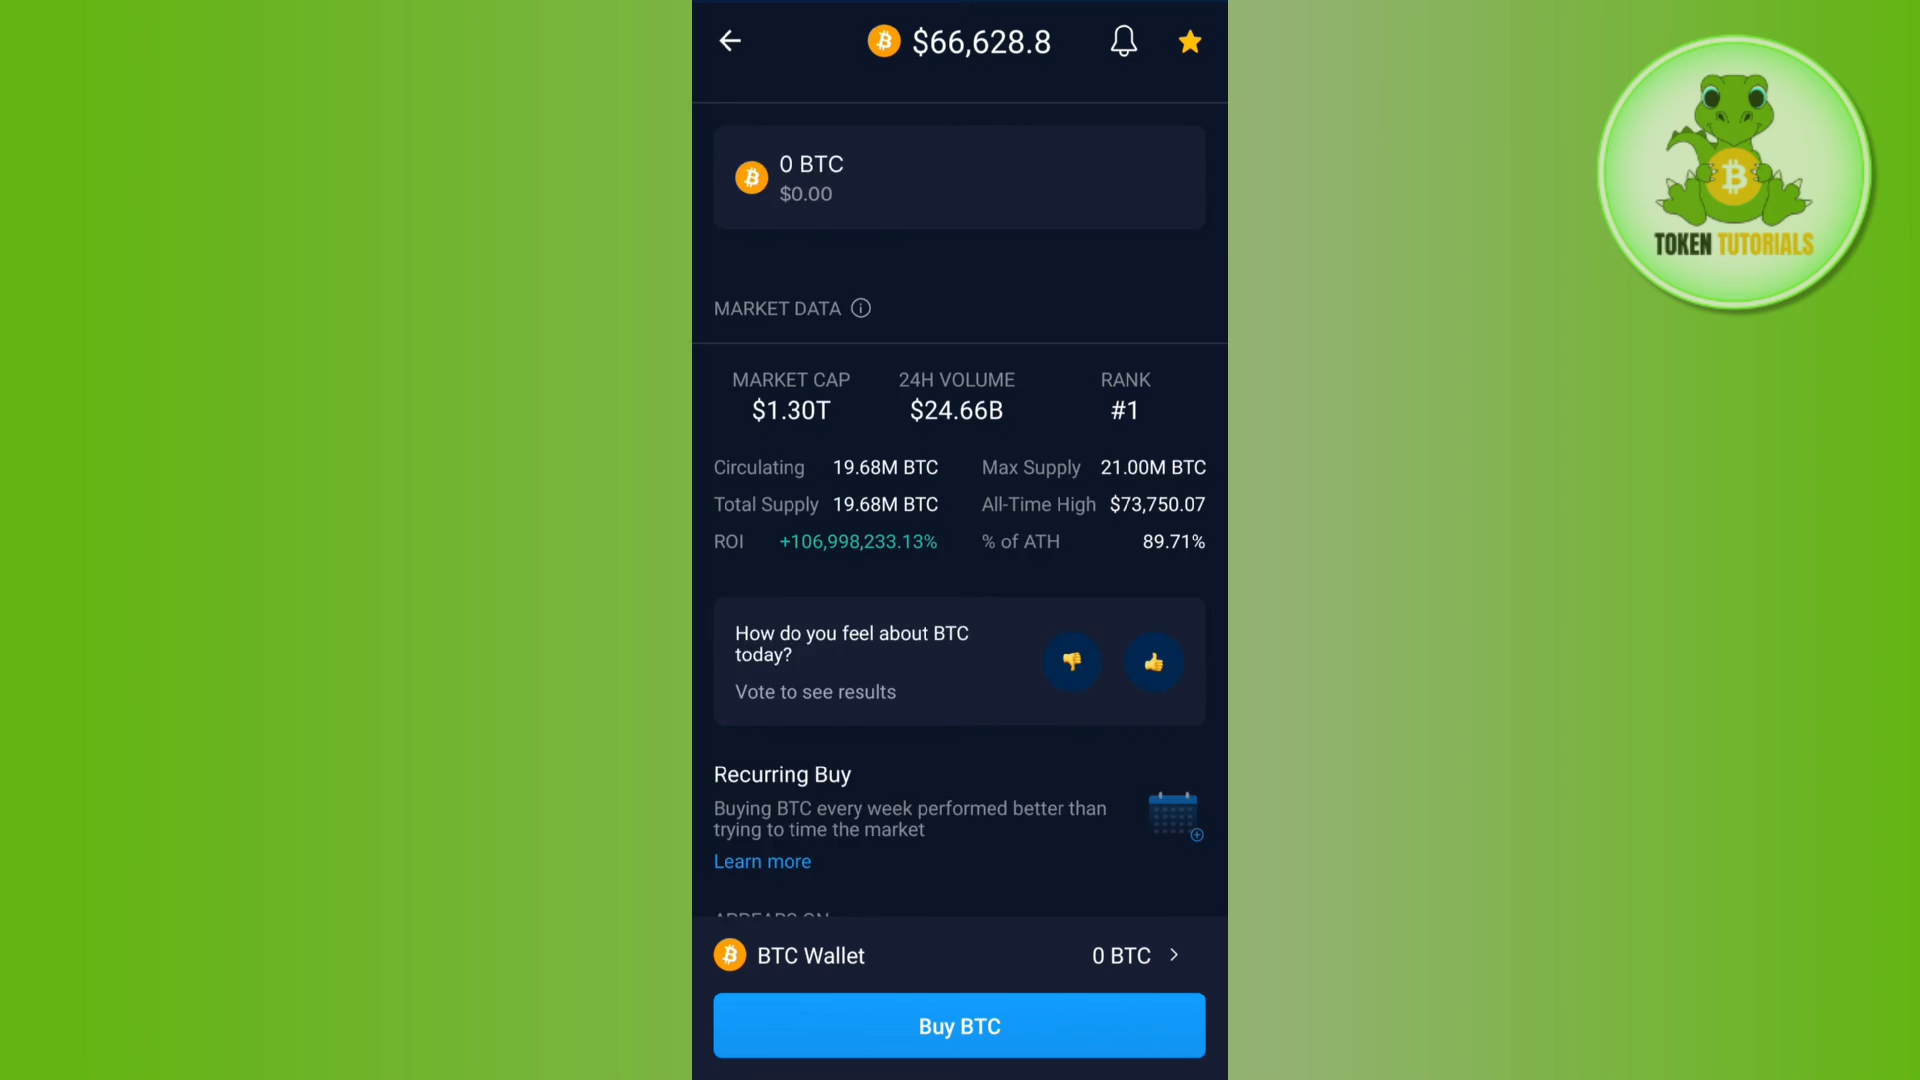 $66,628.8
0 BTC
$0.00
MARKET DATA
MARKET CAP 24H VOLUME RANK
$1.30T $24.66B #1
Circulating 19.68M BTC Max Supply 21.00M BTC
Total Supply 19.68M BTC All-Time High $73,750.07
ROI +106,998,233.13% % of ATH 89.71%
How do you feel about BTC
today?
Vote to see results
Recurring Buy
Buying BTC every week performed better than
trying to time the market
Learn more
APPEARS ON
BTC Wallet 0 BTC
Buy BTC
TOKEN TUTORIALS